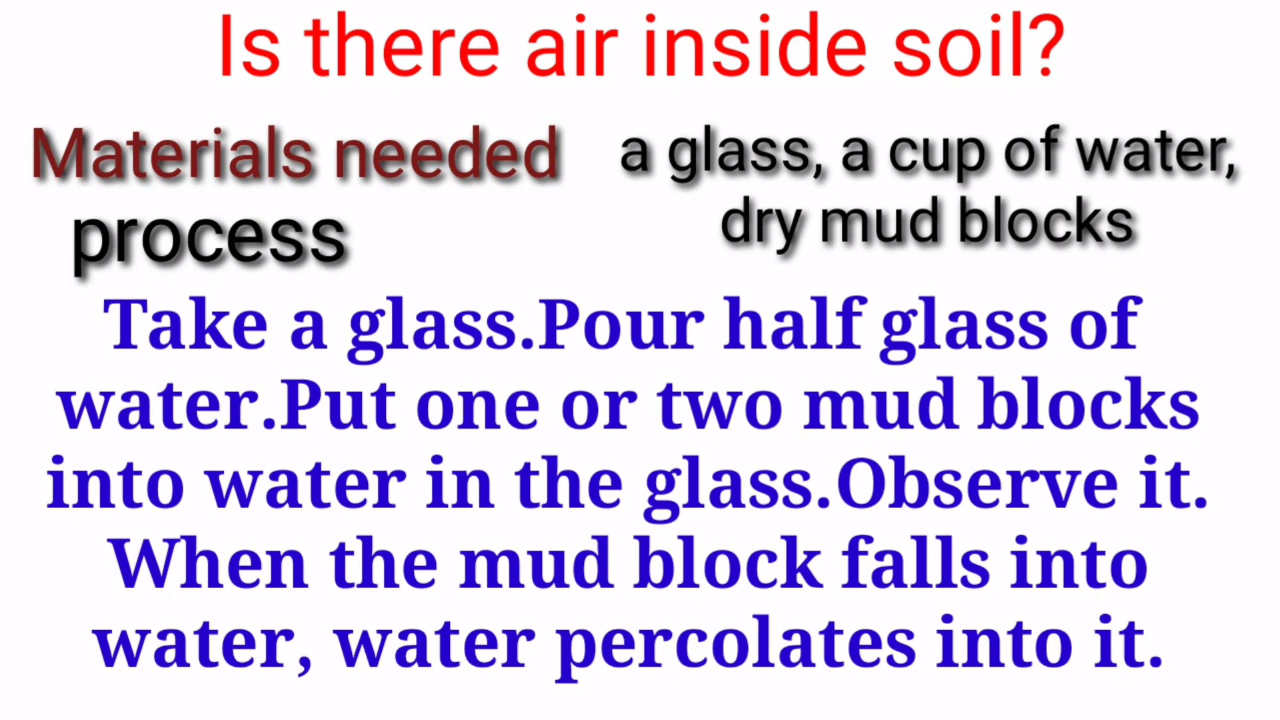 Is there air inside soil?
Materials needed
a glass, a cup of water,
dry mud blocks
process
Take a glass.Pour half glass of
water.Put one or two mud blocks
into water in the glass.Observe it.
When the mud block falls into
water, water percolates into it.